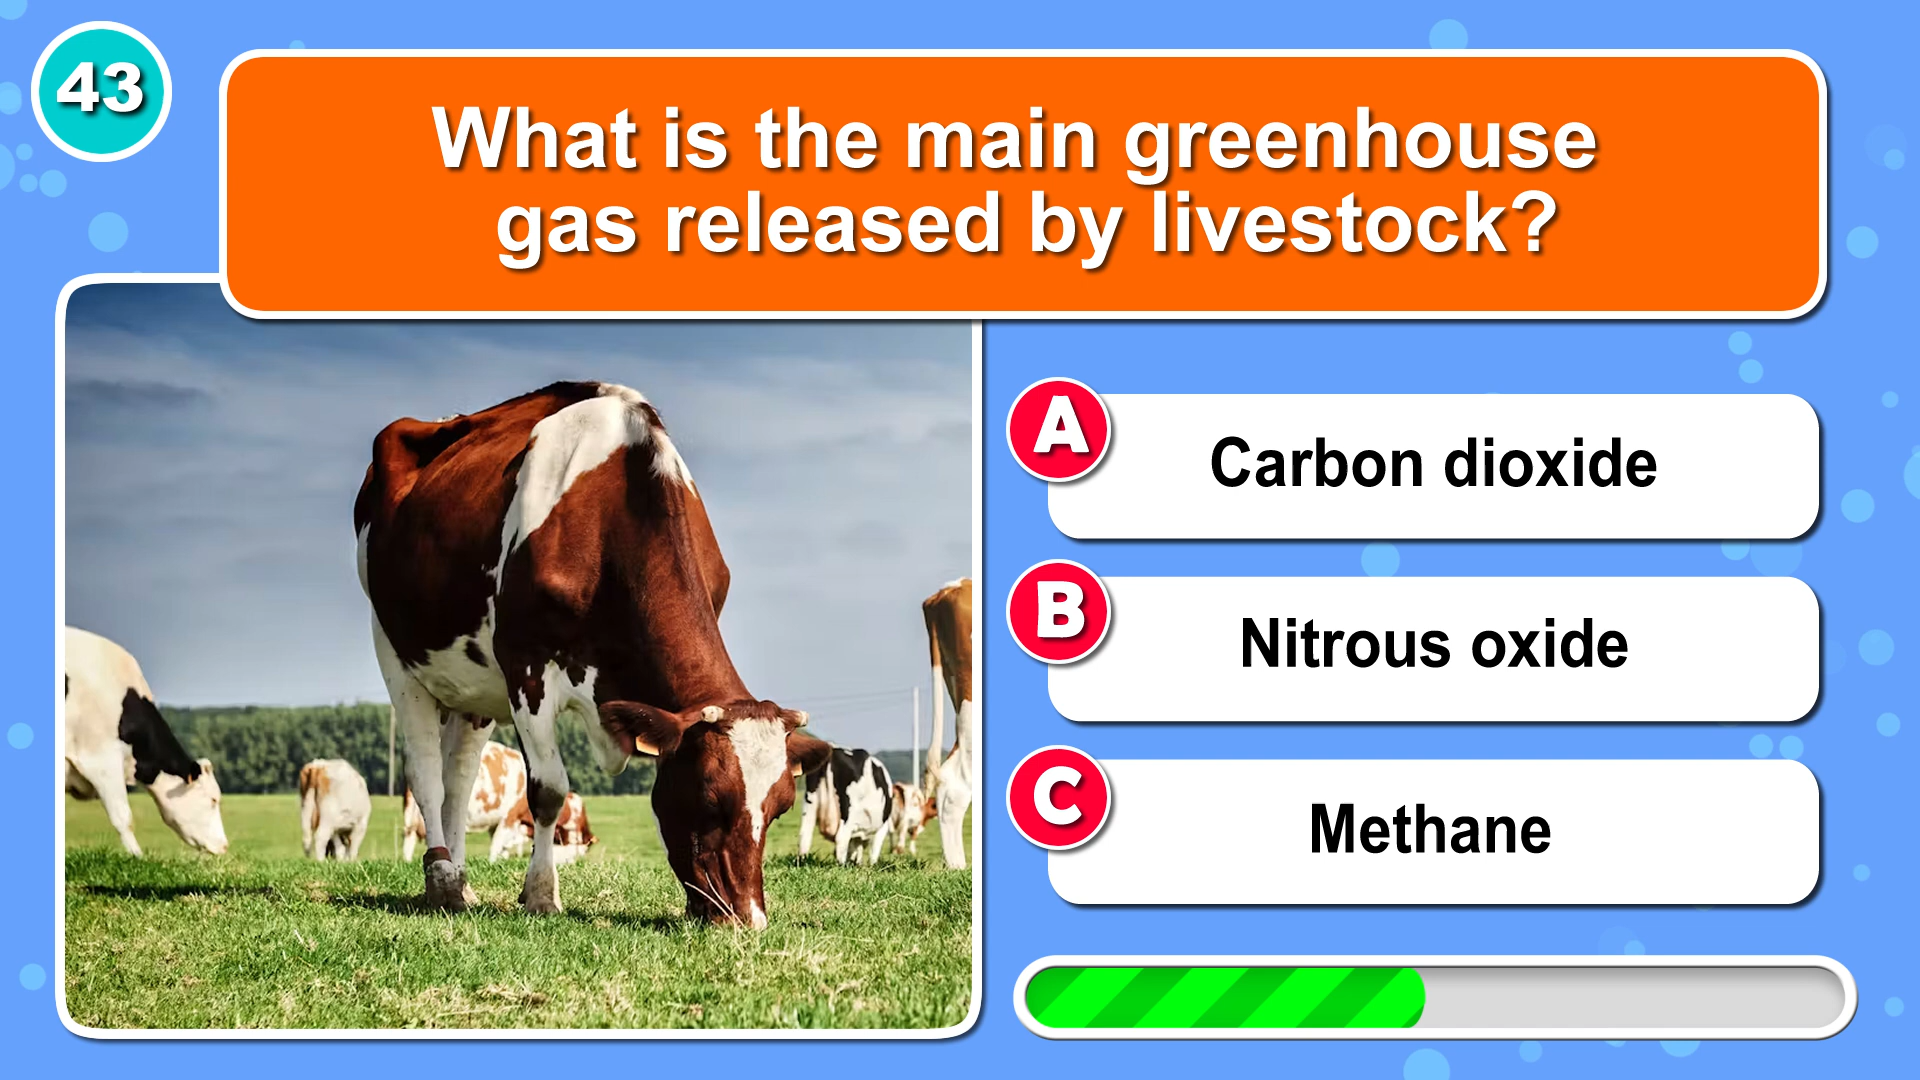 43
What is the main greenhouse
gas released by livestock?
A
Carbon dioxide
B
Nitrous oxide
C
Methane